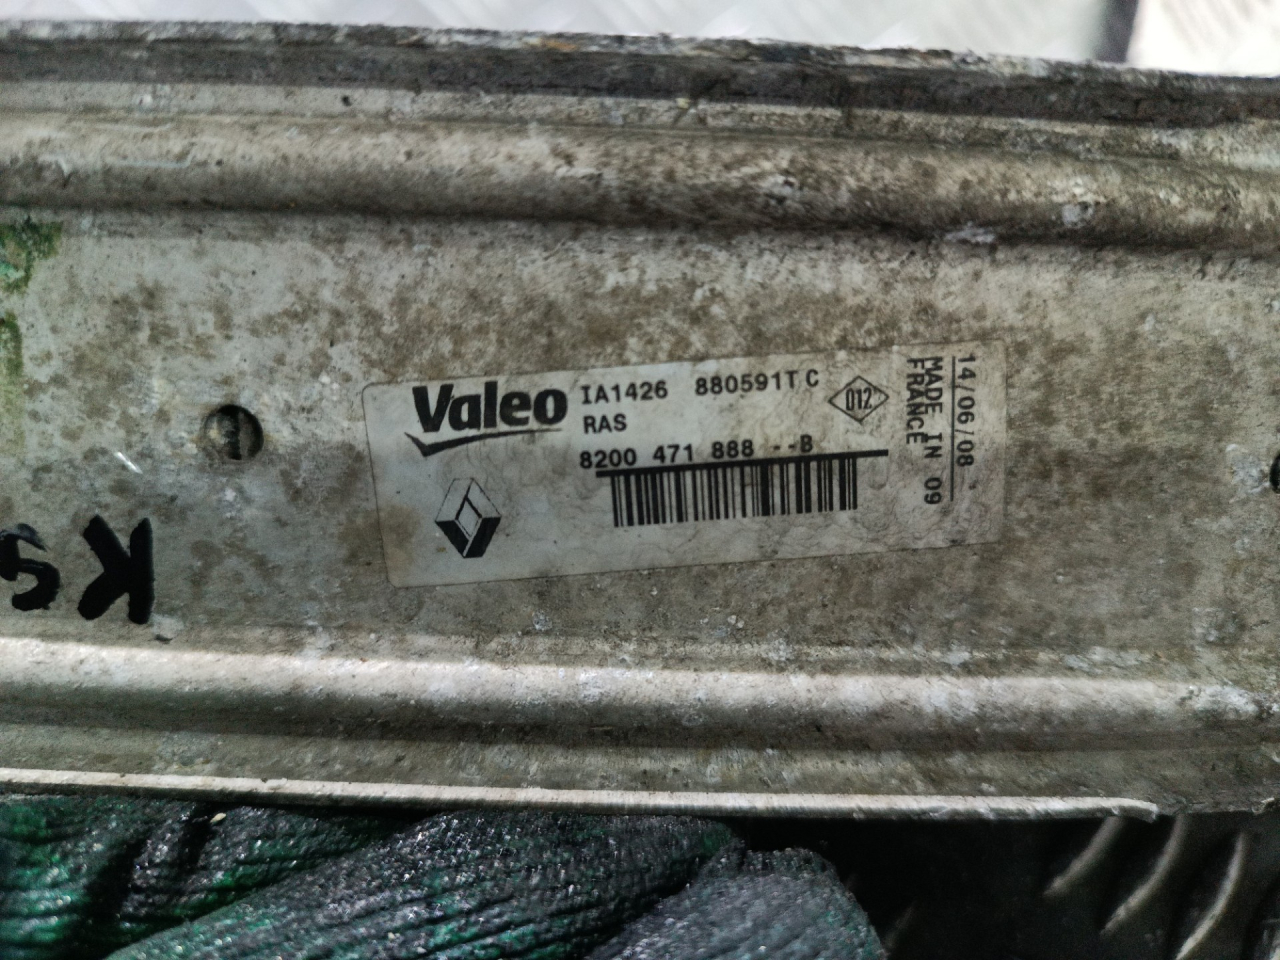 Valeo IA1426 880591T C
RAS
8200 471 888 --B
012
14/06/08
MADE IN 09
FRANCE